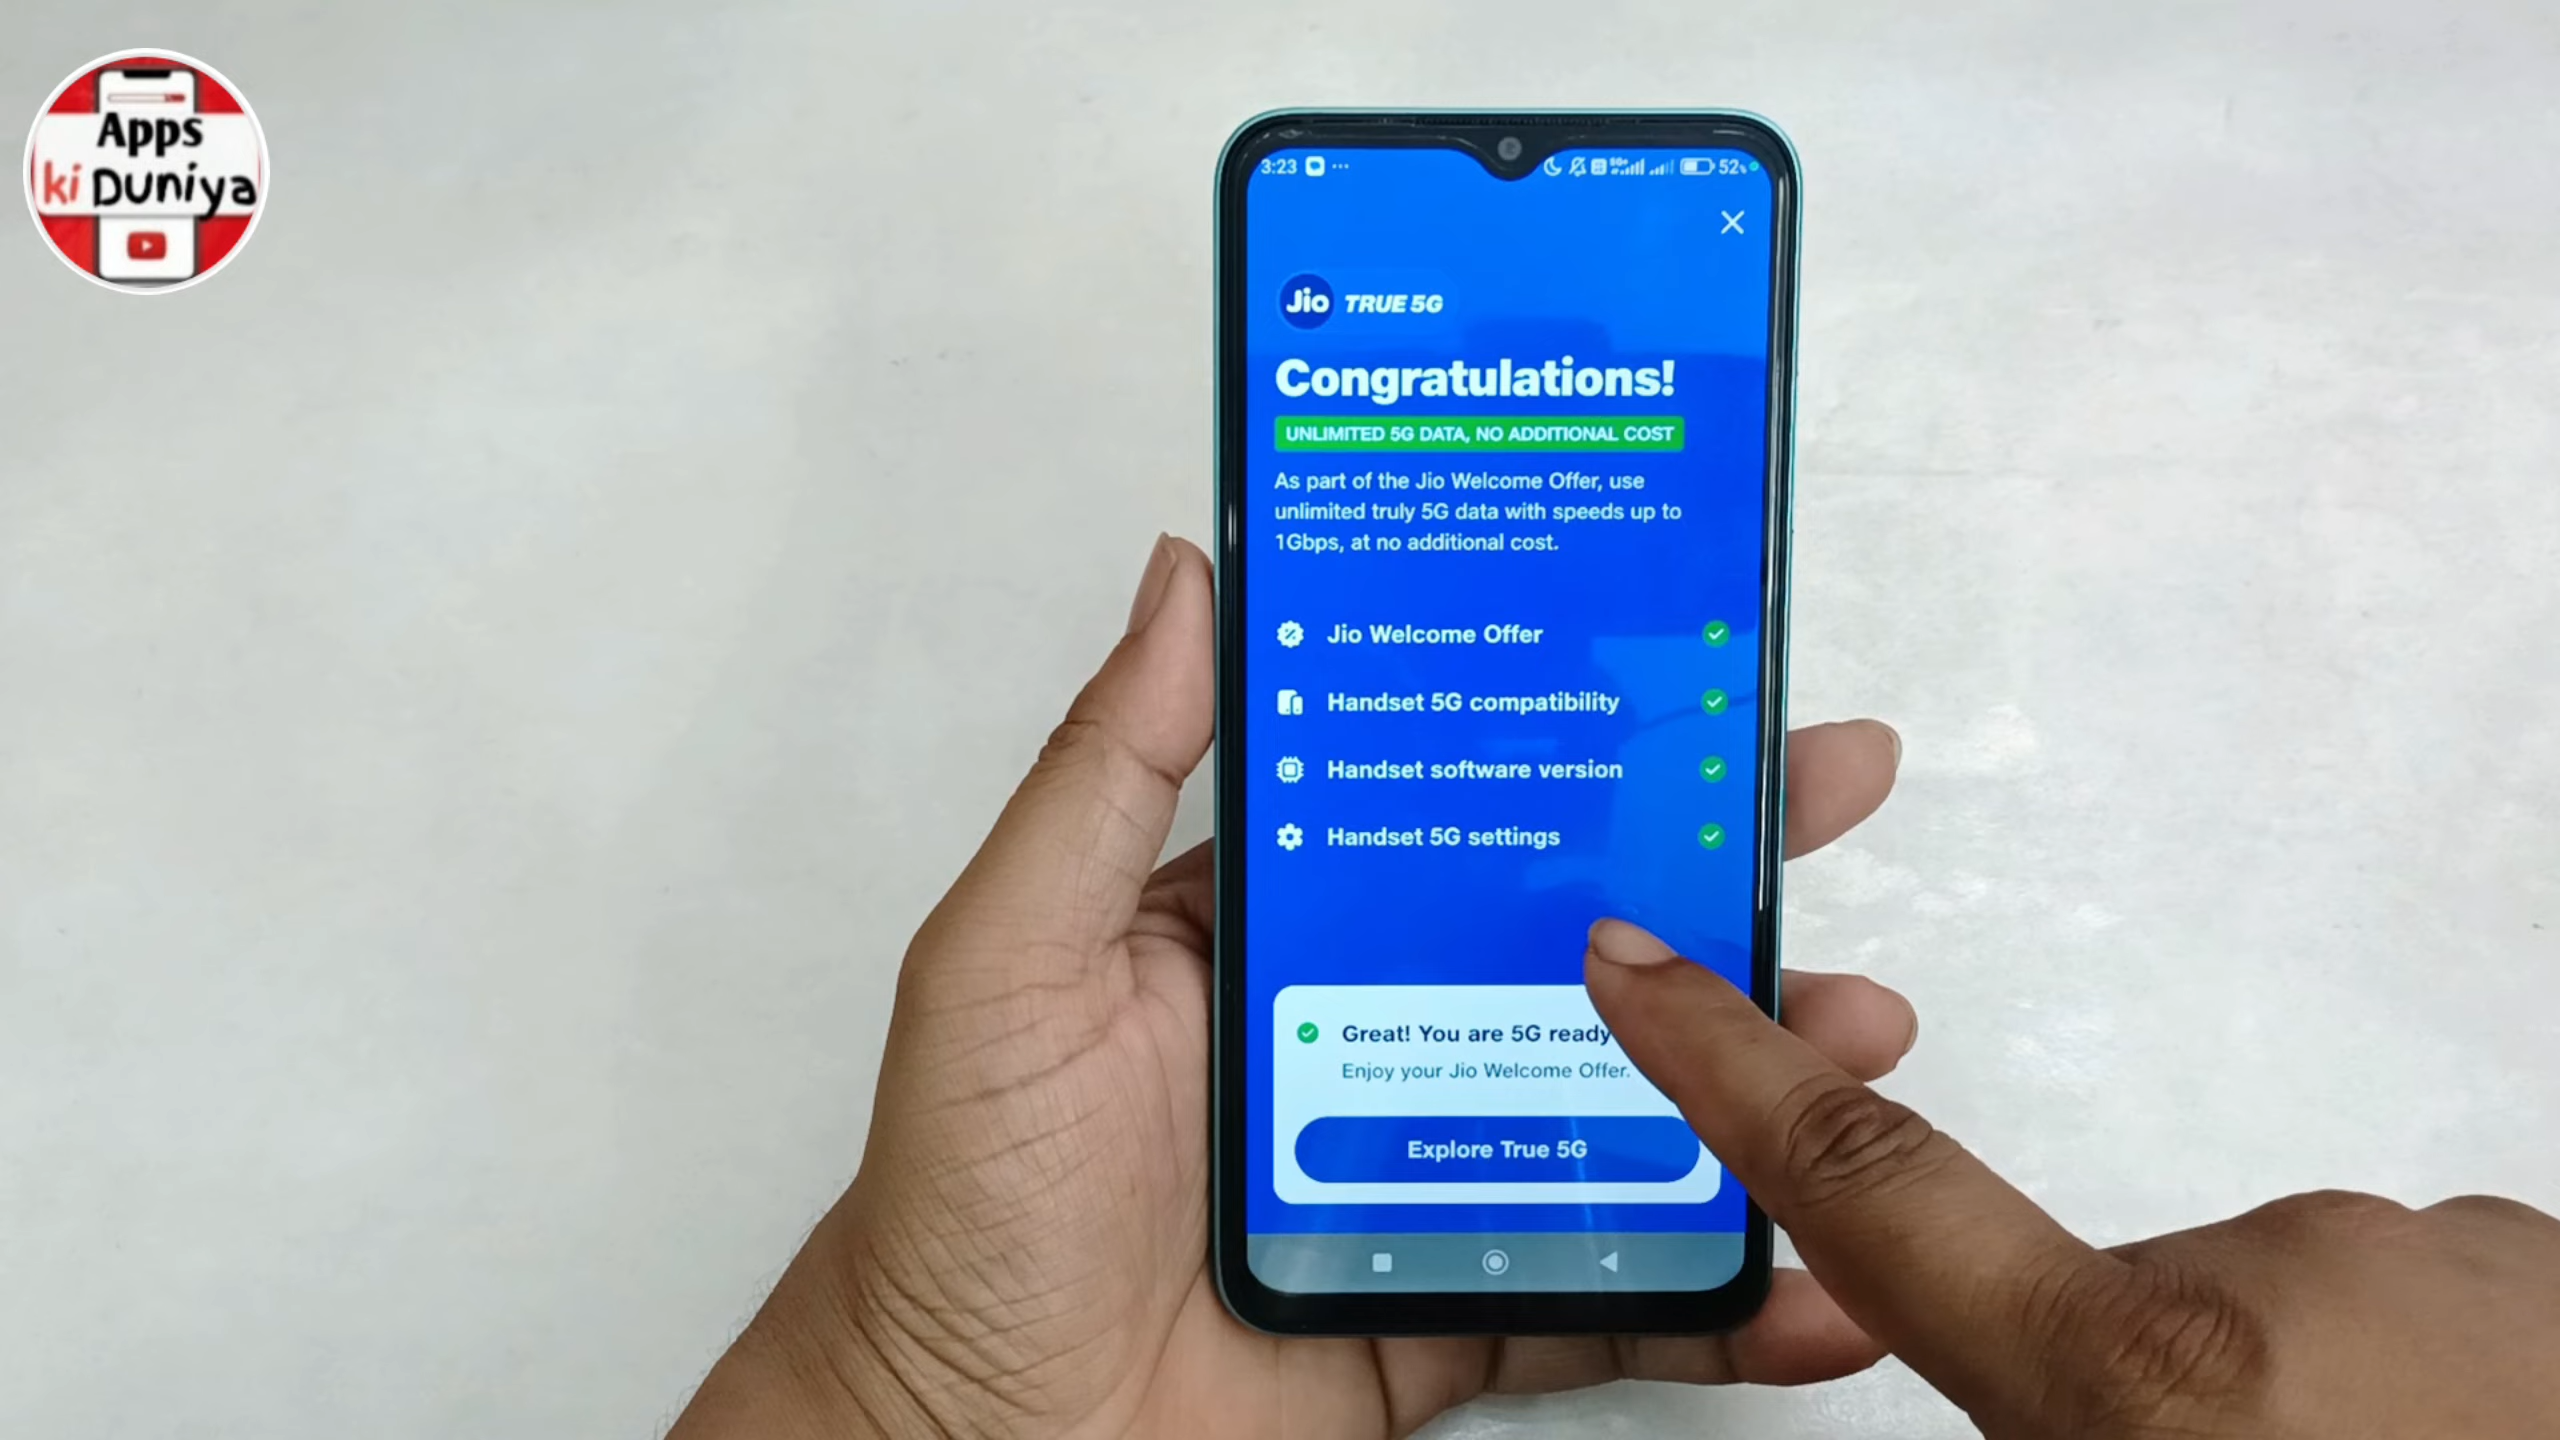 Apps
ki Duniya
3:23
52%
Jio TRUE 5G
Congratulations!
UNLIMITED 5G DATA, NO ADDITIONAL COST
As part of the Jio Welcome Offer, use
unlimited truly 5G data with speeds up to
1Gbps, at no additional cost.
Jio Welcome Offer
Handset 5G compatibility
Handset software version
Handset 5G settings
Great! You are 5G ready
Enjoy your Jio Welcome Offer.
Explore True 5G